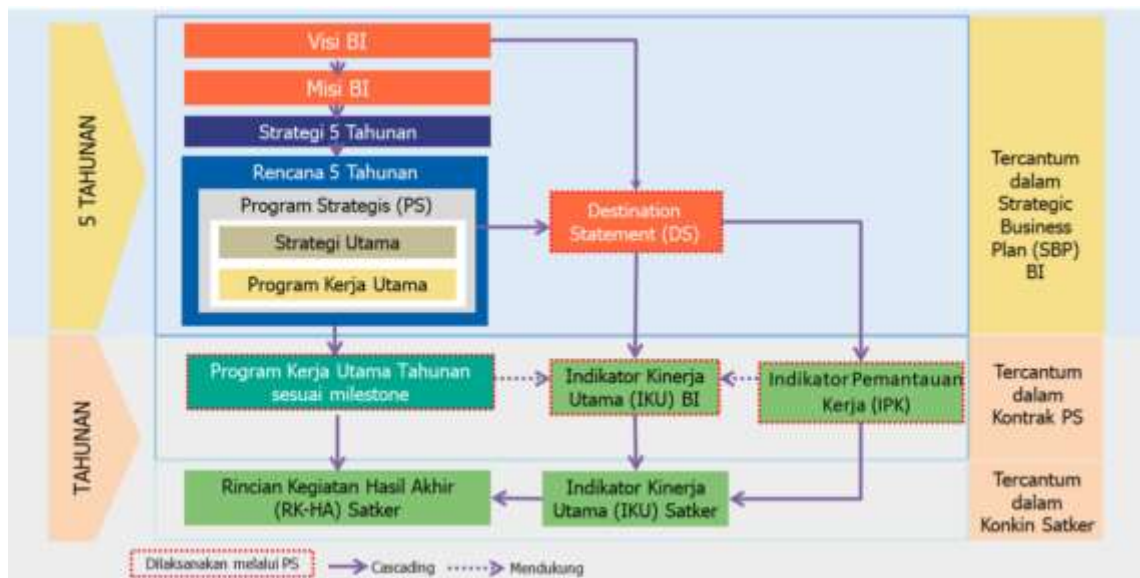 5 TAHUNAN
Visi BI
Misi BI
Strategi 5 Tahunan
Rencana 5 Tahunan
Program Strategis (PS)
Strategi Utama
Program Kerja Utama
Destination
Statement (DS)
Tercantum
dalam
Strategic
Business
Plan (SBP)
BI
TAHUNAN
Program Kerja Utama Tahunan
sesuai milestone
Indikator Kinerja
Utama (IKU) BI
Indikator Pemantauan
Kerja (IPK)
Tercantum
dalam
Kontrak PS
Rincian Kegiatan Hasil Akhir
(RK-HA) Satker
Indikator Kinerja
Utama (IKU) Satker
Tercantum
dalam
Konkin Satker
Dilaksanakan melalui PS
Cascading
Mendukung